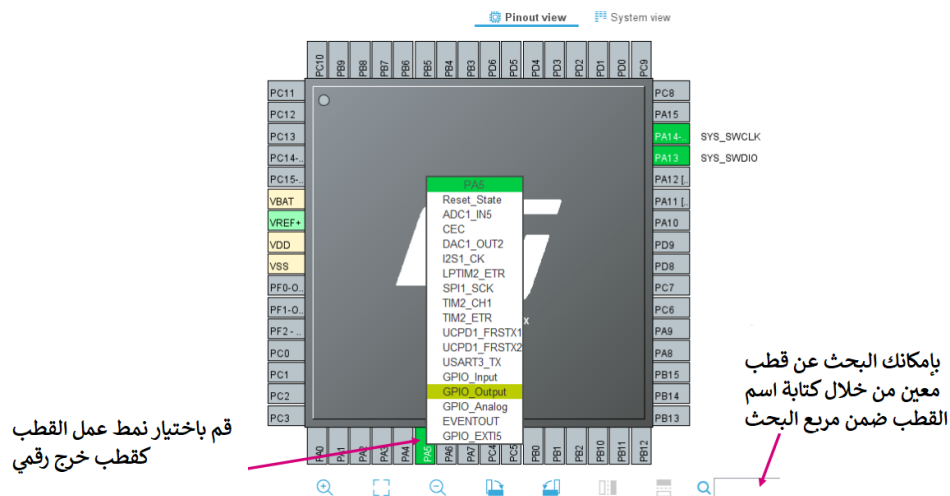 Pinout view
System view
PC10
PB9
PB8
PB7
PB6
PB5
PB4
PB3
PD6
PD5
PD4
PD3
PD2
PD1
PD0
PC9
PC11
PC12
PC13
PC14-..
PC15-..
VBAT
VREF+
VDD
VSS
PF0-O..
PF1-O..
PF2 - ..
PC0
PC1
PC2
PC3
PA5
Reset_State
ADC1_IN5
CEC
DAC1_OUT2
I2S1_CK
LPTIM2_ETR
SPI1_SCK
TIM2_CH1
TIM2_ETR
UCPD1_FRSTX1
UCPD1_FRSTX2
USART3_TX
GPIO_Input
GPIO_Output
GPIO_Analog
EVENTOUT
GPIO_EXTI5
x
PC8
PA15
PA14-..
SYS_SWCLK
PA13
SYS_SWDIO
PA12 [..
PA11 [..
PA10
PD9
PD8
PC7
PC6
PA9
PA8
PB15
PB14
PB13
PA0
PA1
PA2
PA3
PA4
PA5
PA6
PA7
PC4
PC5
PB0
PB1
PB2
PB10
PB11
PB12
بإمكانك البحث عن قطب
معين من خلال كتابة اسم
القطب ضمن مربع البحث
قم باختيار نمط عمل القطب
كقطب خرج رقمي